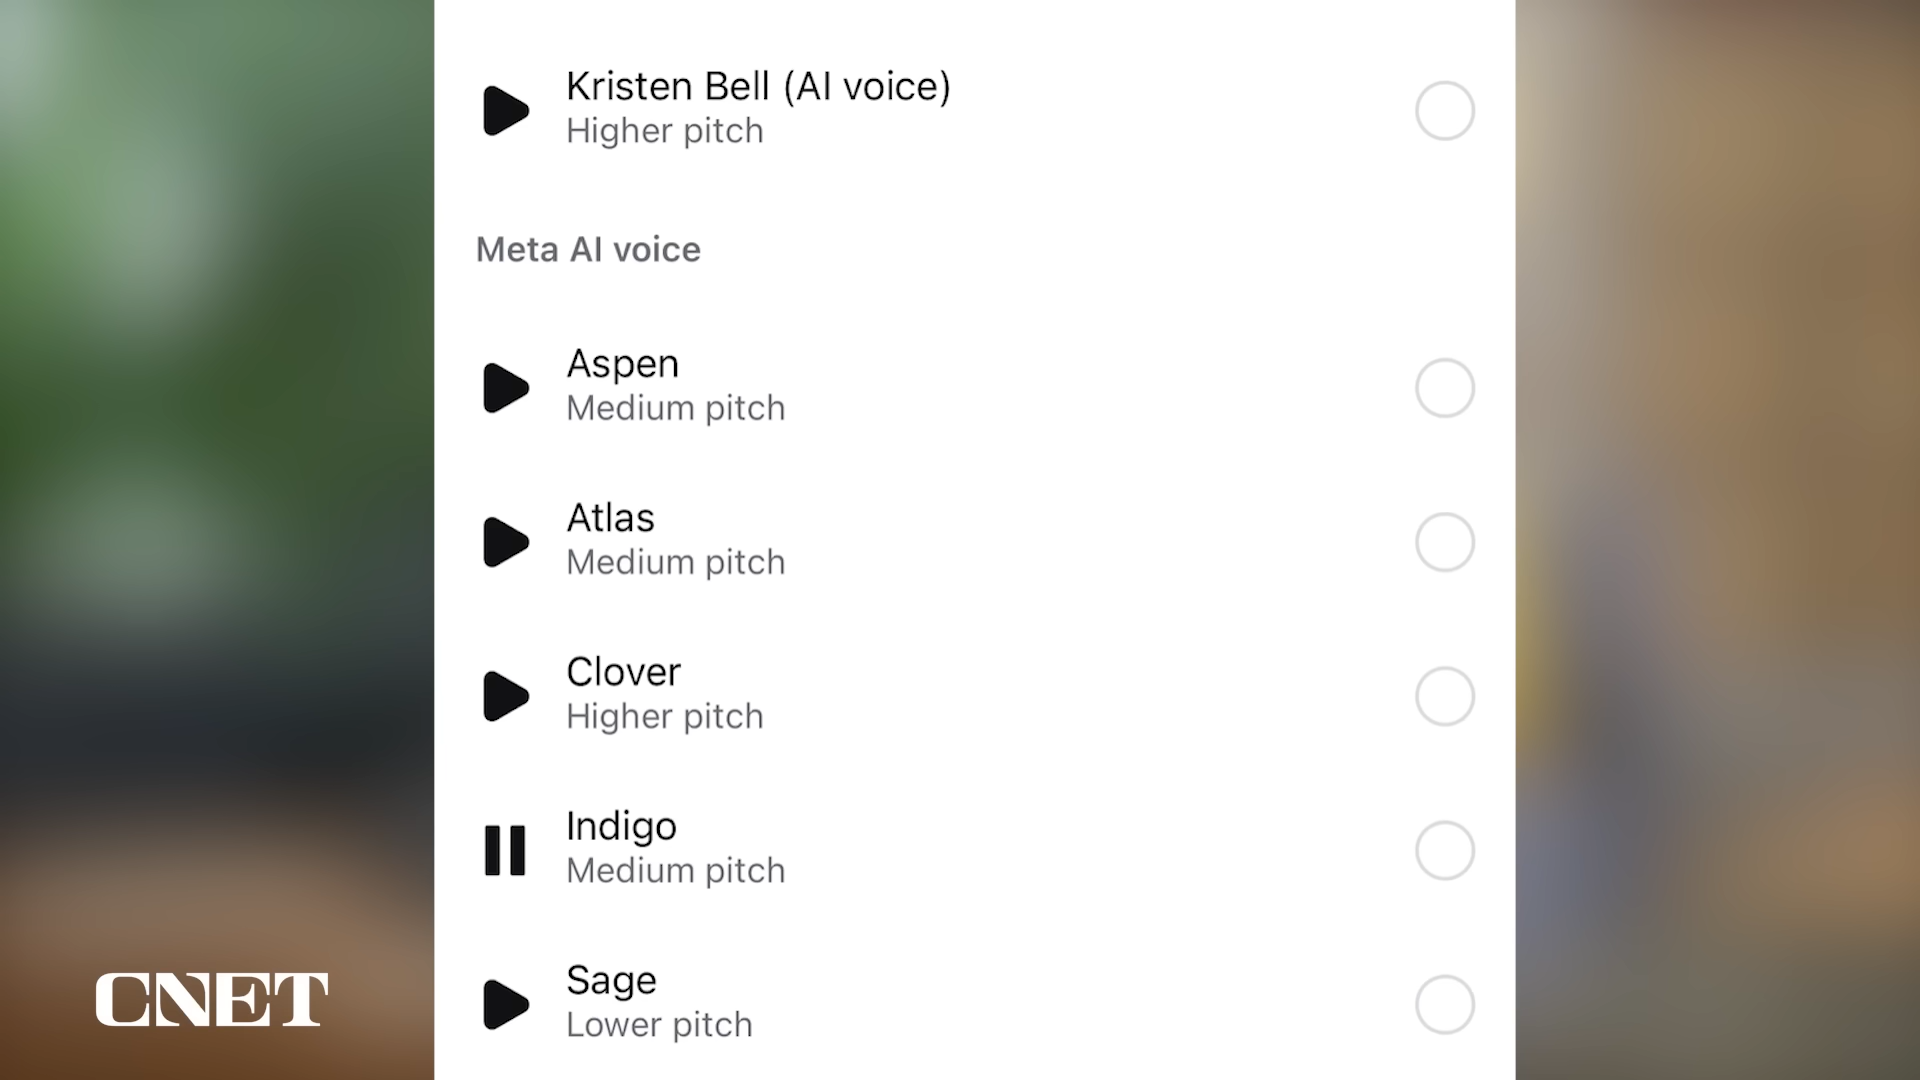 Kristen Bell (AI voice)
Higher pitch
Meta AI voice
Aspen
Medium pitch
Atlas
Medium pitch
Clover
Higher pitch
Indigo
Medium pitch
Sage
Lower pitch
CNET